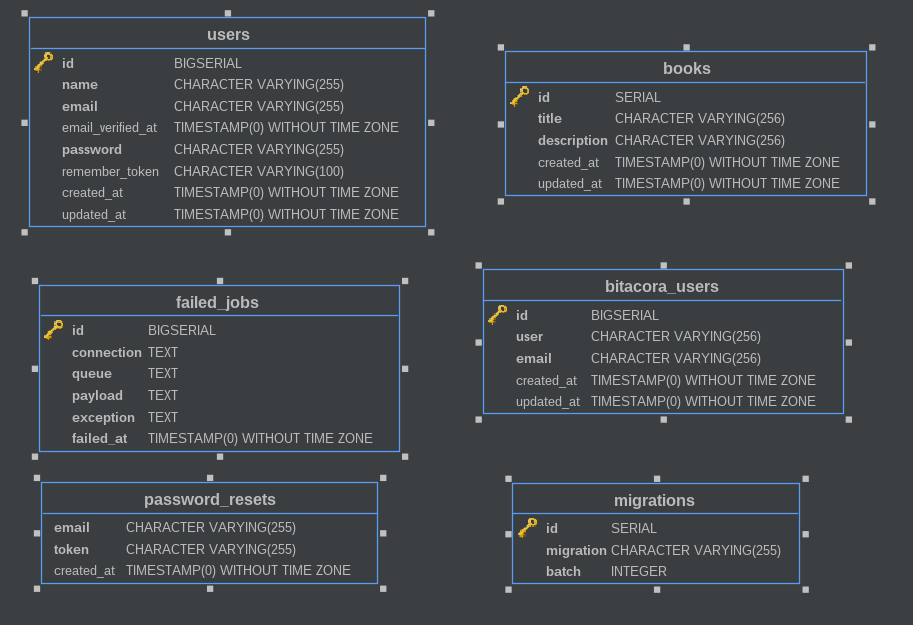 users
id BIGSERIAL
name CHARACTER VARYING(255)
email CHARACTER VARYING(255)
email_verified_at TIMESTAMP(0) WITHOUT TIME ZONE
password CHARACTER VARYING(255)
remember_token CHARACTER VARYING(100)
created_at TIMESTAMP(0) WITHOUT TIME ZONE
updated_at TIMESTAMP(0) WITHOUT TIME ZONE
books
id SERIAL
title CHARACTER VARYING(256)
description CHARACTER VARYING(256)
created_at TIMESTAMP(0) WITHOUT TIME ZONE
updated_at TIMESTAMP(0) WITHOUT TIME ZONE
failed_jobs
id BIGSERIAL
connection TEXT
queue TEXT
payload TEXT
exception TEXT
failed_at TIMESTAMP(0) WITHOUT TIME ZONE
bitacora_users
id BIGSERIAL
user CHARACTER VARYING(256)
email CHARACTER VARYING(256)
created_at TIMESTAMP(0) WITHOUT TIME ZONE
updated_at TIMESTAMP(0) WITHOUT TIME ZONE
password_resets
email CHARACTER VARYING(255)
token CHARACTER VARYING(255)
created_at TIMESTAMP(0) WITHOUT TIME ZONE
migrations
id SERIAL
migration CHARACTER VARYING(255)
batch INTEGER